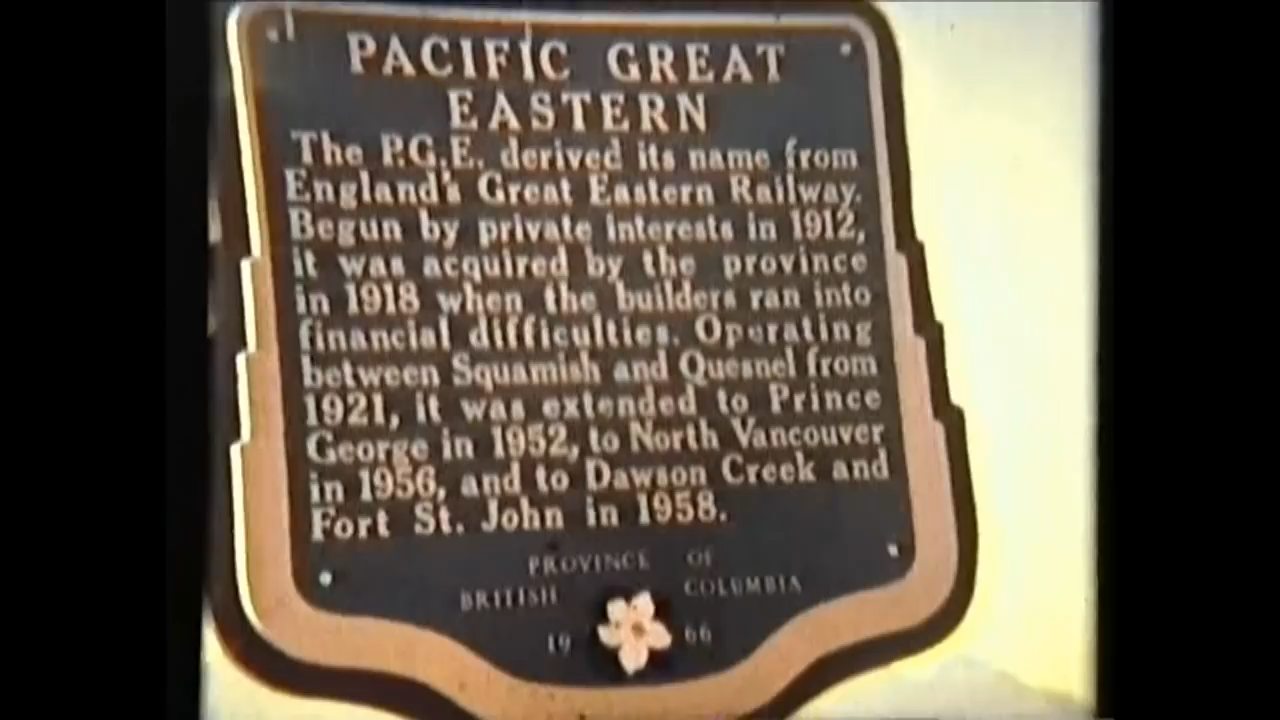 PACIFIC GREAT
EASTERN
The P.G.E. derived its name from
England's Great Eastern Railway.
Begun by private interests in 1912,
it was acquired by the province
in 1918 when the builders ran into
financial difficulties. Operating
between Squamish and Quesnel from
1921, it was extended to Prince
George in 1952, to North Vancouver
in 1956, and to Dawson Creek and
Fort St. John in 1958.
PROVINCE OF
BRITISH COLUMBIA
19 66